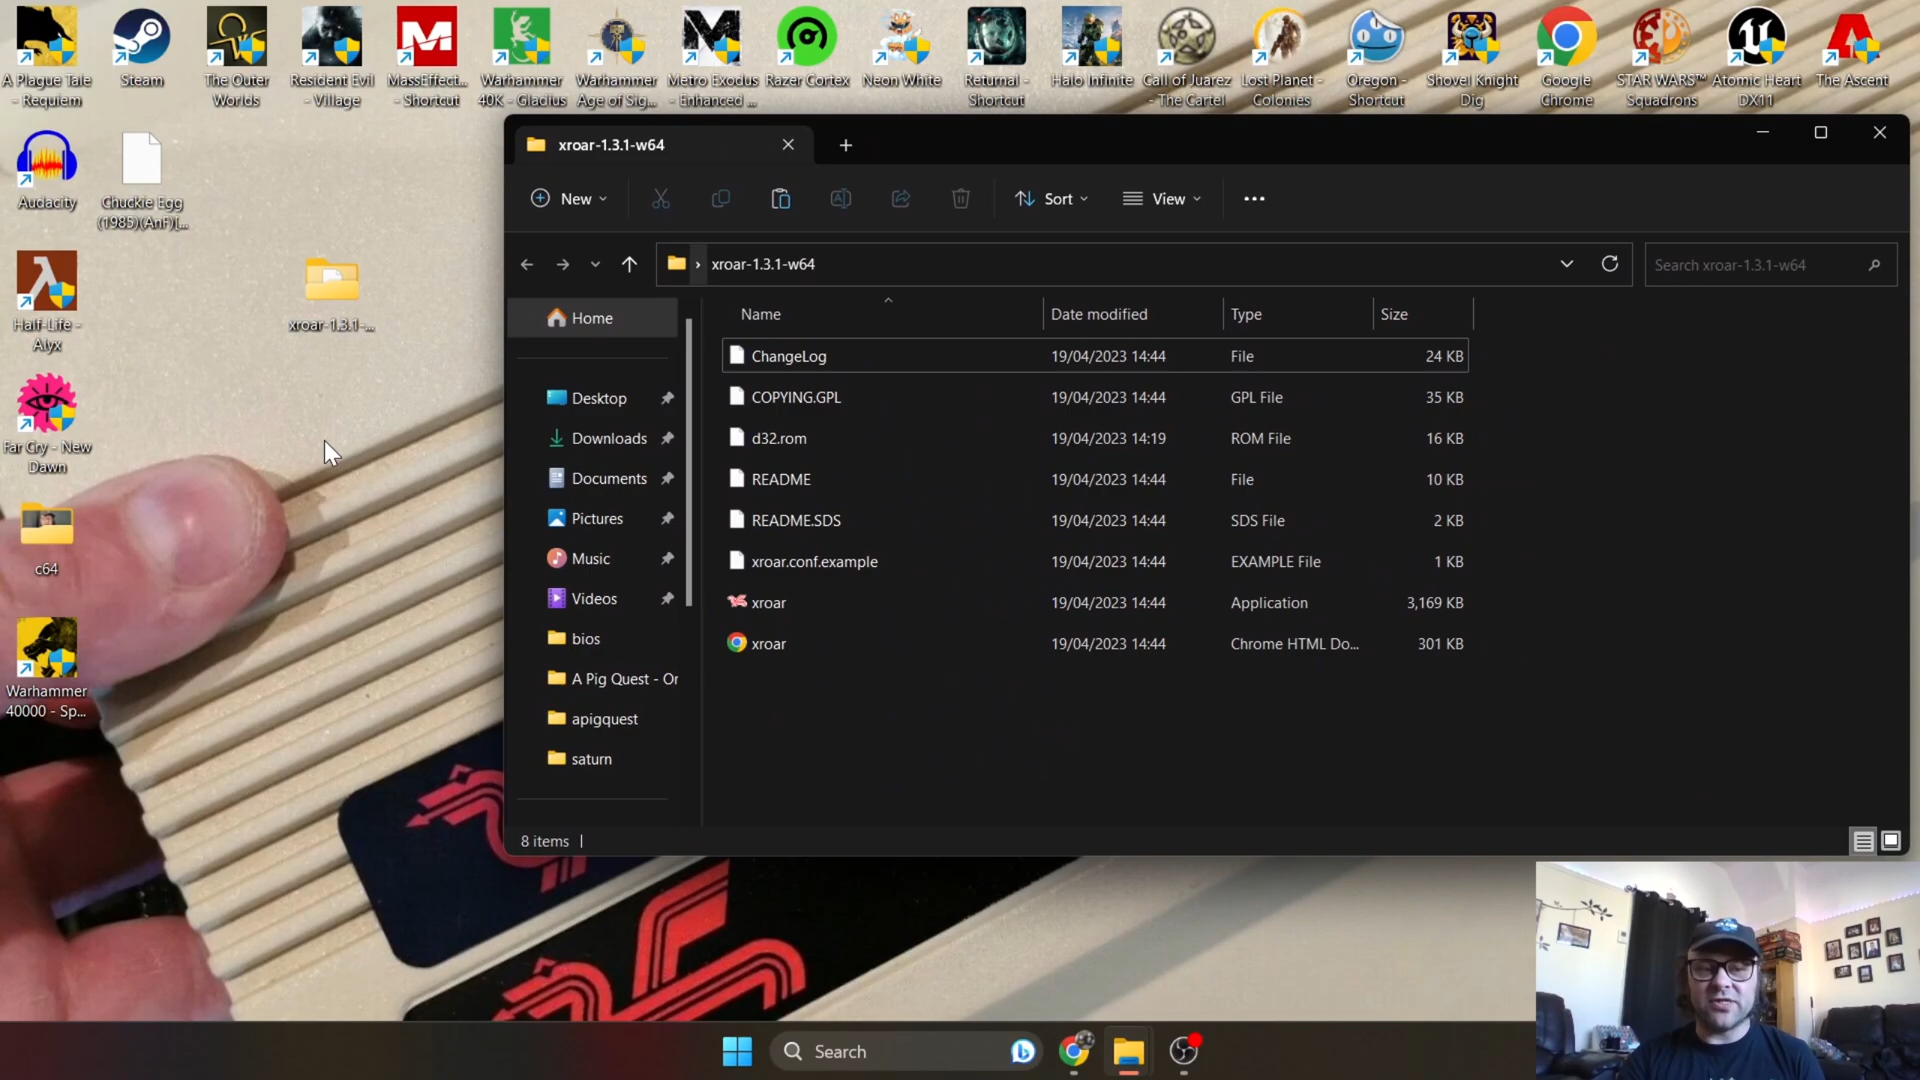 A Plague Tale
- Requiem
Steam
The Outer
Worlds
Resident Evil
- Village
MassEffect...
- Shortcut
Warhammer
40K - Gladius
Warhammer
Age of Sig...
Metro Exodus
- Enhanced ...
Razer Cortex
Neon White
Returnal -
Shortcut
Halo Infinite
Call of Juarez
- The Cartel
Lost Planet -
Colonies
Oregon -
Shortcut
Shovel Knight
Dig
Google
Chrome
STAR WARS™
Squadrons
Atomic Heart
DX11
The Ascent
Audacity
Chuckie Egg
(1985)(AnF)[...
Half-Life -
Alyx
xroar-1.3.1-...
Far Cry - New
Dawn
c64
Warhammer
40000 - Sp...
xroar-1.3.1-w64
New
Sort
View
xroar-1.3.1-w64
Search xroar-1.3.1-w64
Home
Desktop
Downloads
Documents
Pictures
Music
Videos
bios
A Pig Quest - Or
apigquest
saturn
Name Date modified Type Size
ChangeLog 19/04/2023 14:44 File 24 KB
COPYING.GPL 19/04/2023 14:44 GPL File 35 KB
d32.rom 19/04/2023 14:19 ROM File 16 KB
README 19/04/2023 14:44 File 10 KB
README.SDS 19/04/2023 14:44 SDS File 2 KB
xroar.conf.example 19/04/2023 14:44 EXAMPLE File 1 KB
xroar 19/04/2023 14:44 Application 3,169 KB
xroar 19/04/2023 14:44 Chrome HTML Do... 301 KB
8 items
Search